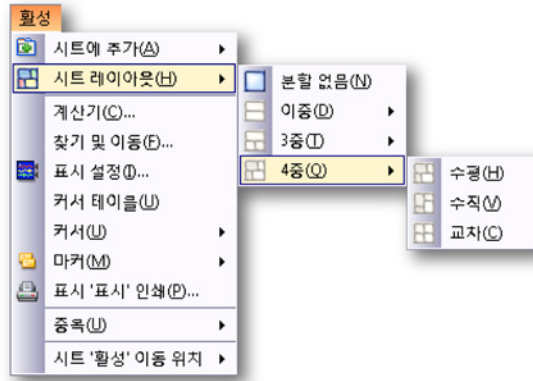 활성
시트에 추가(A)
시트 레이아웃(H)
계산기(C)...
찾기 및 이동(F)...
표시 설정(I)...
커서 테이블(U)
커서(U)
마커(M)
표시 '표시' 인쇄(P)...
중복(U)
시트 '활성' 이동 위치
분할 없음(N)
이중(D)
3중(T)
4중(Q)
수평(H)
수직(V)
교차(C)